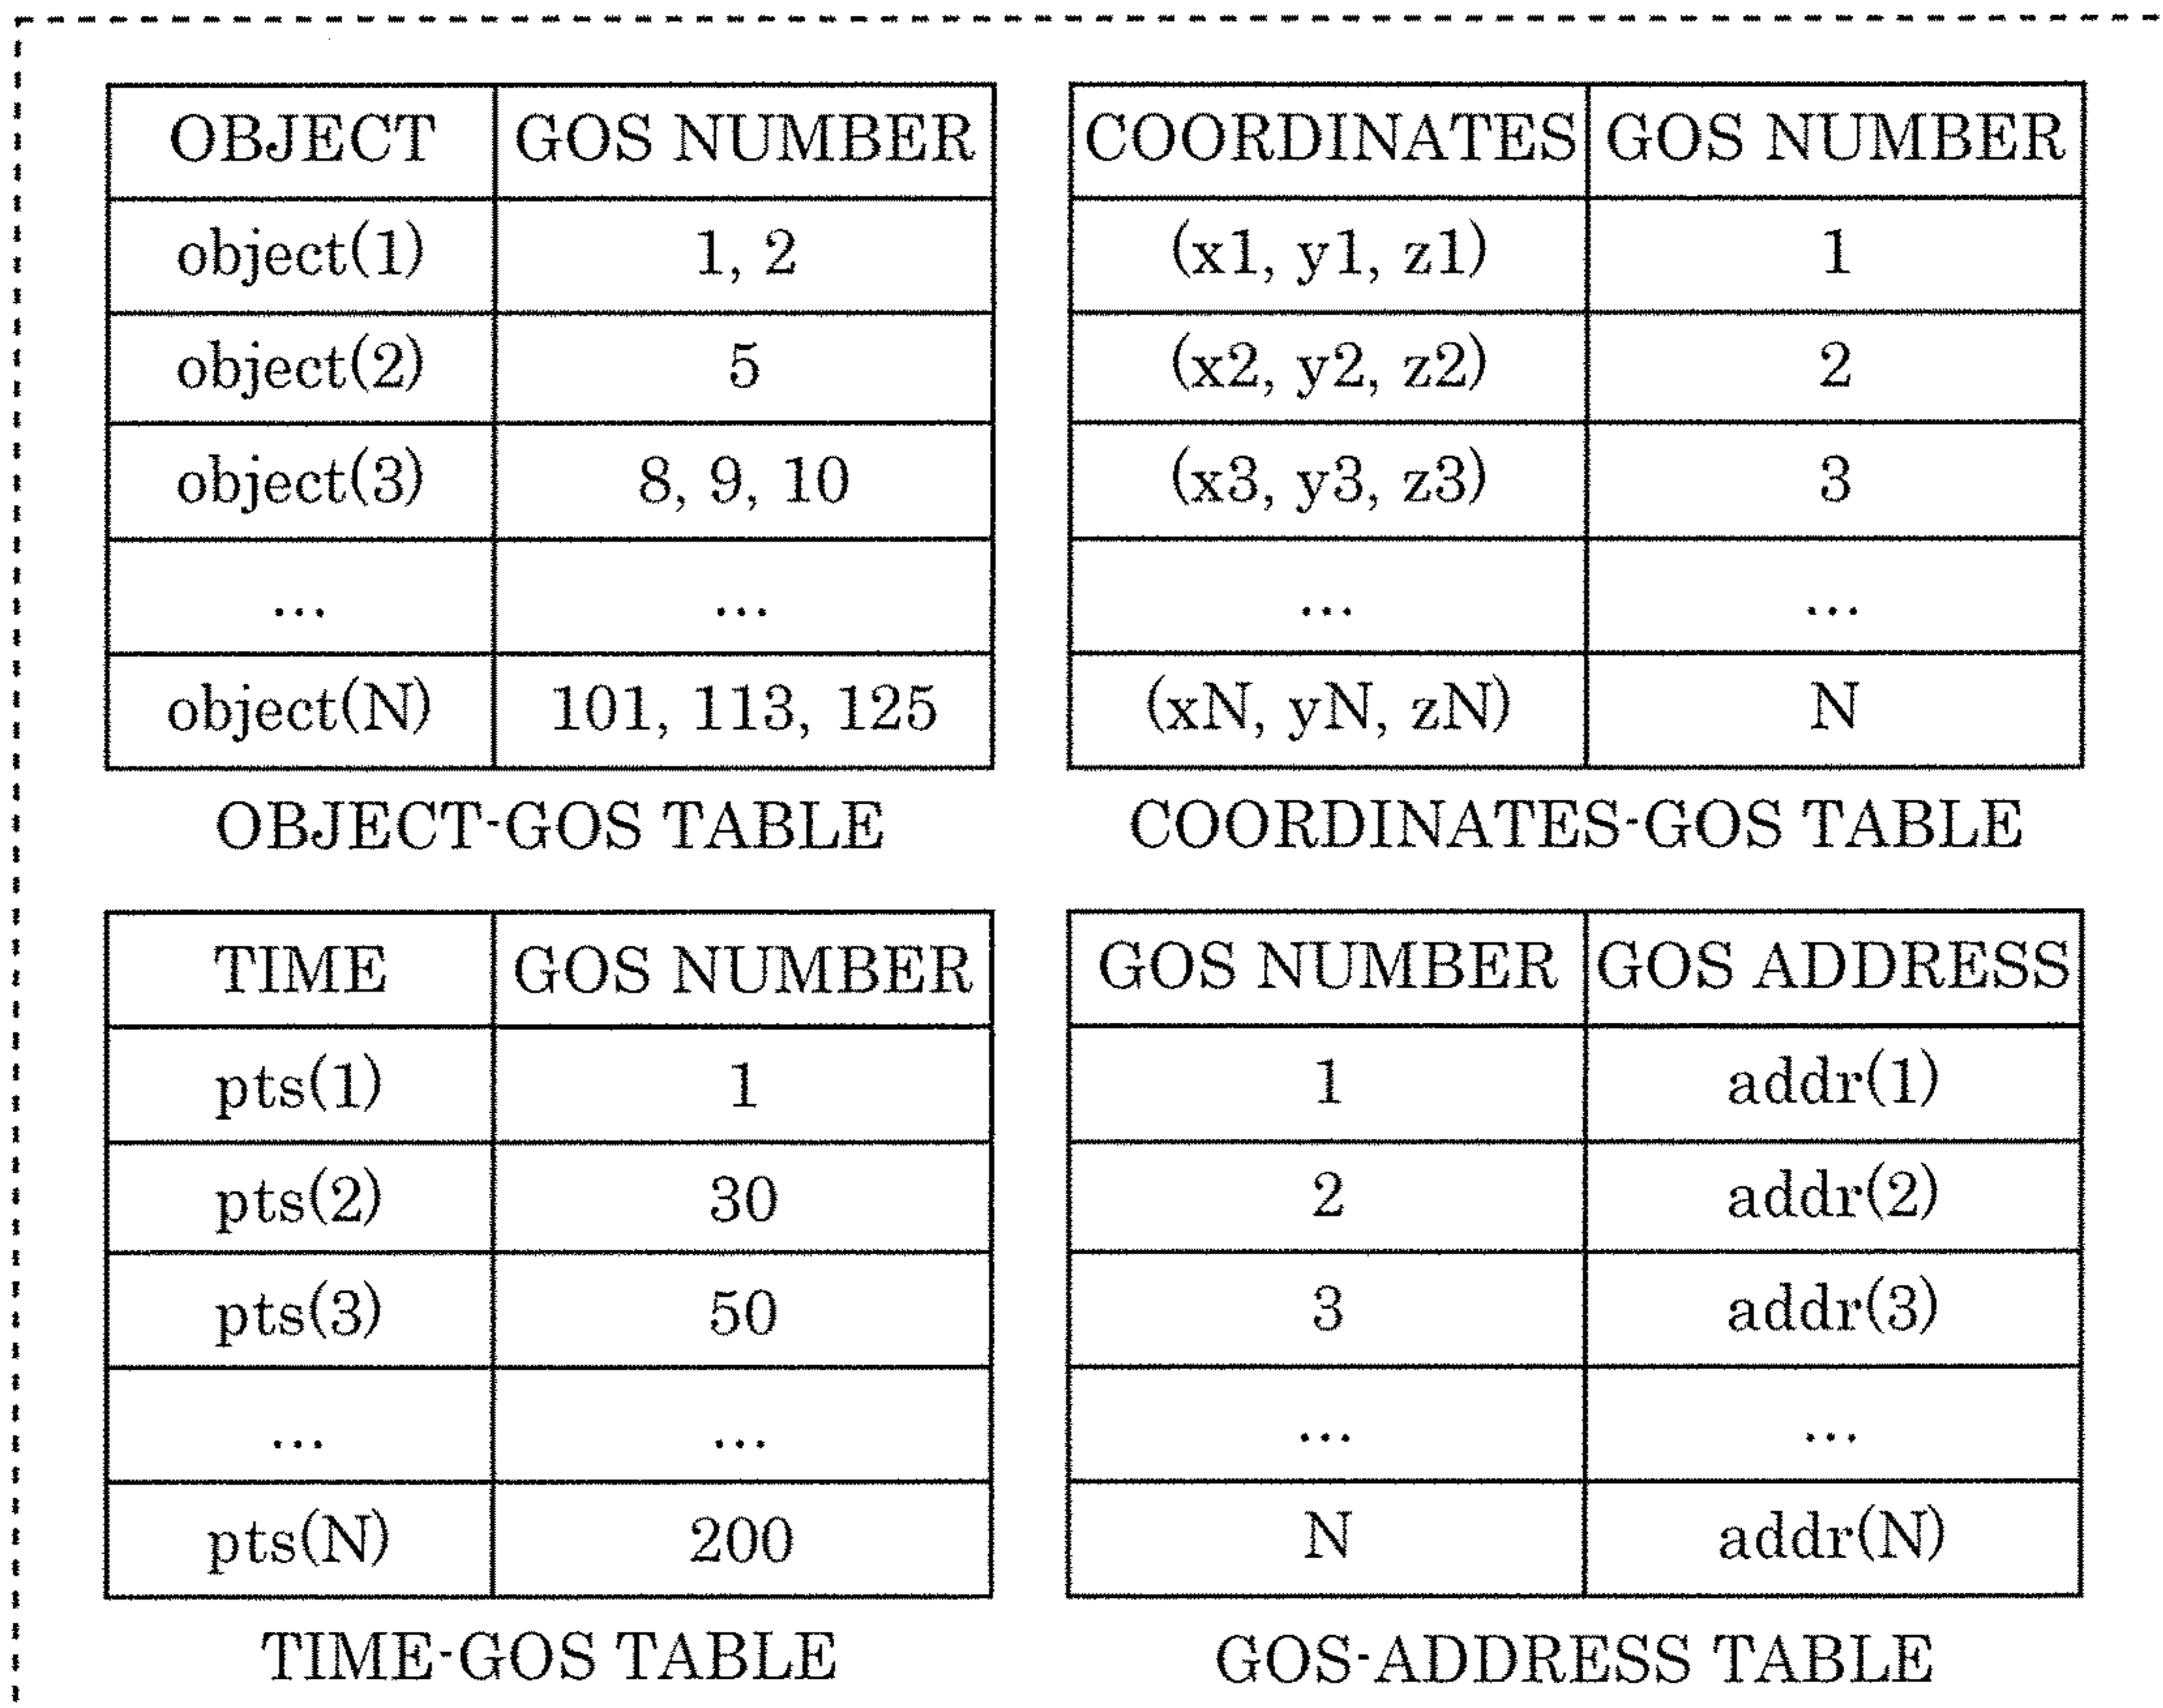 OBJECT GOS NUMBER
object(1) 1, 2
object(2) 5
object(3) 8, 9, 10
... ...
object(N) 101, 113, 125
OBJECT-GOS TABLE
COORDINATES GOS NUMBER
(x1, y1, z1) 1
(x2, y2, z2) 2
(x3, y3, z3) 3
... ...
(xN, yN, zN) N
COORDINATES-GOS TABLE
TIME GOS NUMBER
pts(1) 1
pts(2) 30
pts(3) 50
... ...
pts(N) 200
TIME-GOS TABLE
GOS NUMBER GOS ADDRESS
1 addr(1)
2 addr(2)
3 addr(3)
... ...
N addr(N)
GOS-ADDRESS TABLE